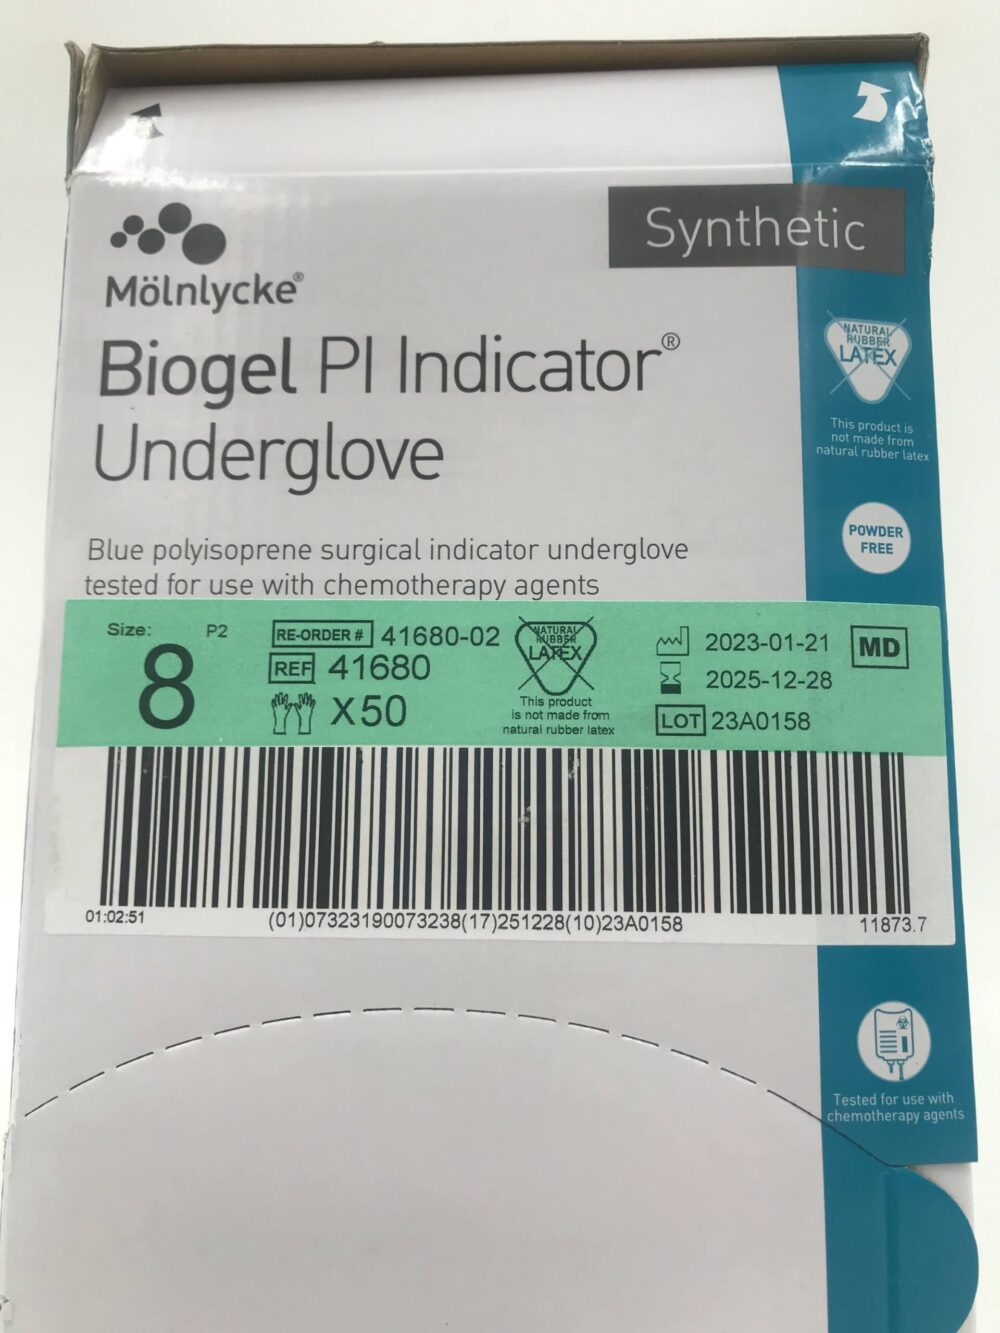 Synthetic
Mölnlycke®
Biogel PI Indicator®
Underglove
NATURAL
RUBBER
LATEX
This product is
not made from
natural rubber latex
POWDER
FREE
Blue polyisoprene surgical indicator underglove
tested for use with chemotherapy agents
Size: P2
8
RE-ORDER # 41680-02
REF 41680
X50
NATURAL
RUBBER
LATEX
This product
is not made from
natural rubber latex
2023-01-21
2025-12-28
LOT 23A0158
MD
01:02:51 (01)07323190073238(17)251228(10)23A0158 11873.7
Tested for use with
chemotherapy agents